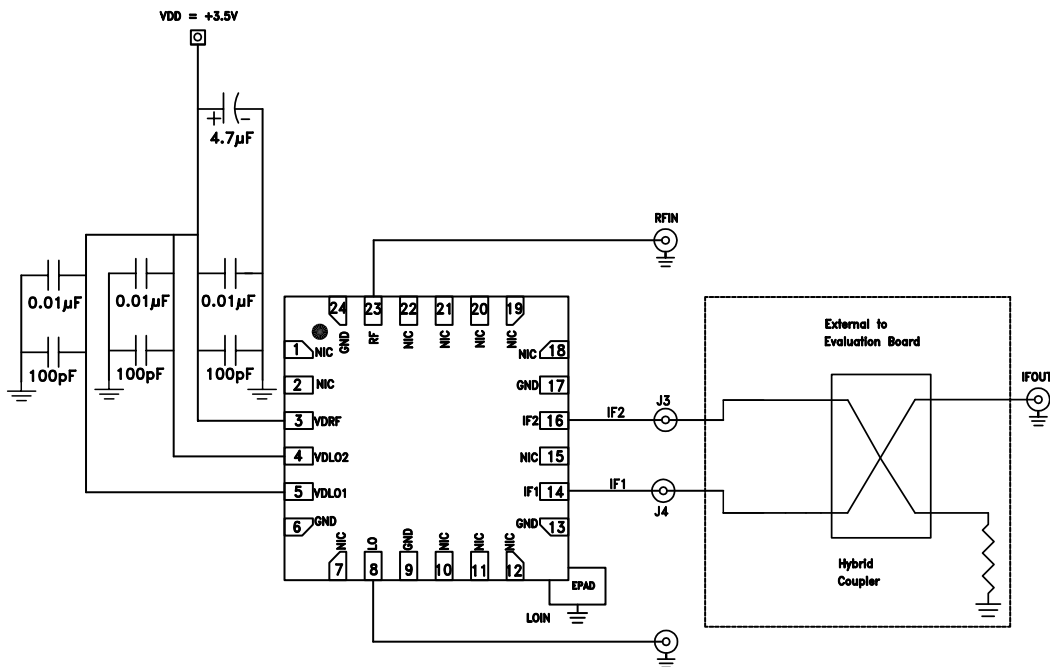 VDD = +3.5V
+ –
4.7µF
RFIN
0.01µF 0.01µF 0.01µF
100pF 100pF 100pF
24 23 22 21 20 19
GND RF NIC NIC NIC NIC
1 NIC
2 NIC
3 VDRF
4 VDLO2
5 VDLO1
6 GND
NIC 18
GND 17
IF2 16
NIC 15
IF1 14
GND 13
NIC LO GND NIC NIC NIC
7 8 9 10 11 12
EPAD
LOIN
IF2
J3
IF1
J4
External to
Evaluation Board
IFOUT
Hybrid
Coupler